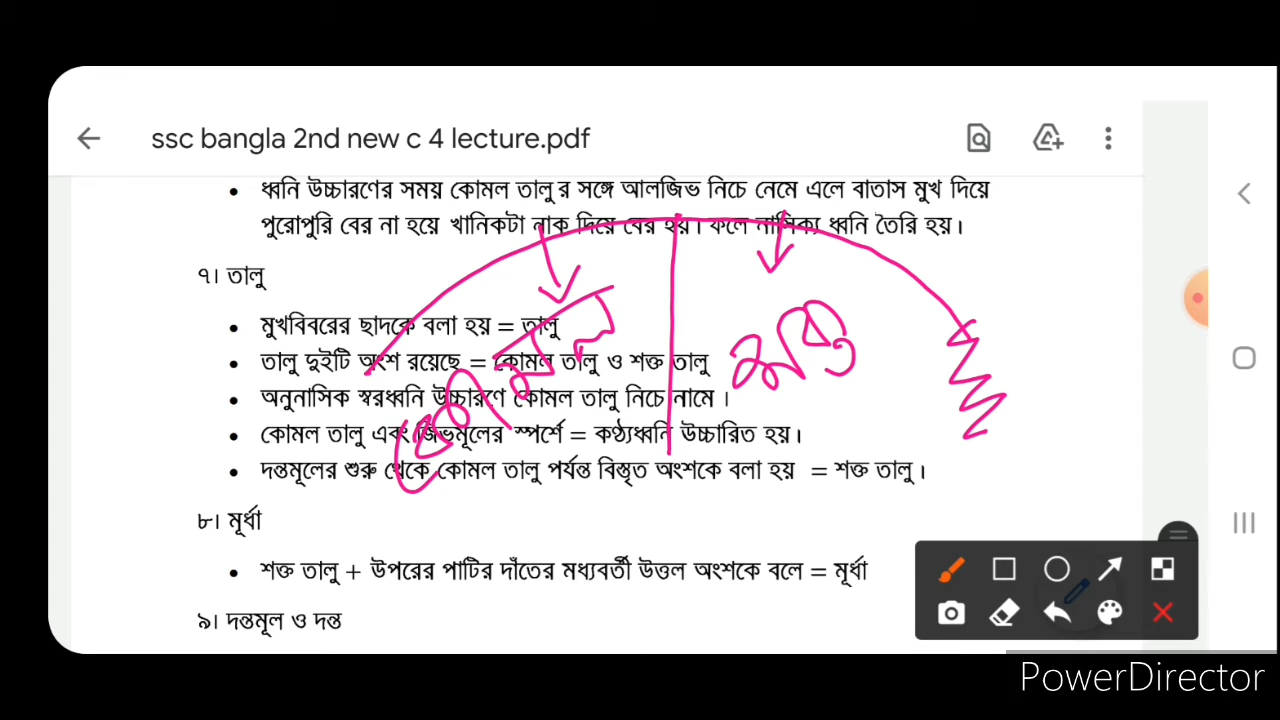 ssc bangla 2nd new c 4 lecture.pdf
• ধ্বনি উচ্চারণের সময় কোমল তালুর সঙ্গে আলজিভ নিচে নেমে এলে বাতাস মুখ দিয়ে
পুরোপুরি বের না হয়ে খানিকটা নাক দিয়ে বের হয়। ফলে নাসিক্য ধ্বনি তৈরি হয়।
৭। তালু
• মুখবিবরের ছাদকে বলা হয় = তালু
• তালু দুইটি অংশ রয়েছে = কোমল তালু ও শক্ত তালু
• অনুনাসিক স্বরধ্বনি উচ্চারণে কোমল তালু নিচে নামে।
• কোমল তালু এবং জিভমূলের স্পর্শে = কণ্ঠ্যধ্বনি উচ্চারিত হয়।
• দন্তমূলের শুরু থেকে কোমল তালু পর্যন্ত বিস্তৃত অংশকে বলা হয় = শক্ত তালু।
কোমল
শক্ত
৮। মূর্ধা
• শক্ত তালু + উপরের পাটির দাঁতের মধ্যবর্তী উত্তল অংশকে বলে = মূর্ধা
৯। দন্তমূল ও দন্ত
PowerDirector